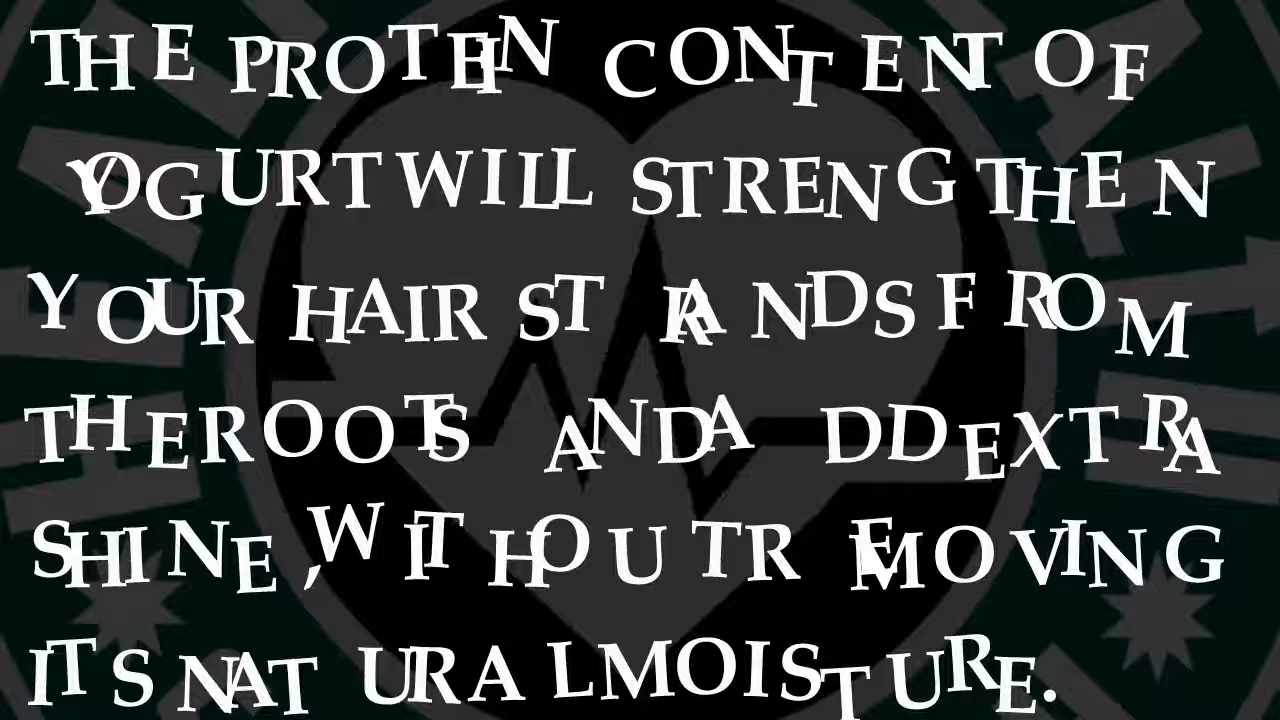 THE PROTEIN CONTENT OF
YOGURT WILL STRENGTHEN
YOUR HAIR STRANDS FROM
THE ROOTS AND ADD EXTRA
SHINE, WITHOUT REMOVING
ITS NATURAL MOISTURE.